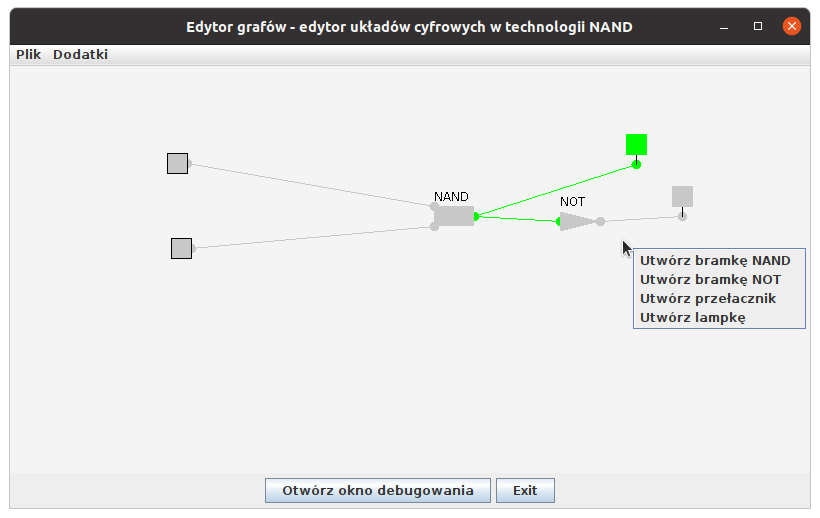 Edytor grafów - edytor układów cyfrowych w technologii NAND
Plik Dodatki
NAND
NOT
Utwórz bramkę NAND
Utwórz bramkę NOT
Utwórz przełacznik
Utwórz lampkę
Otwórz okno debugowania Exit